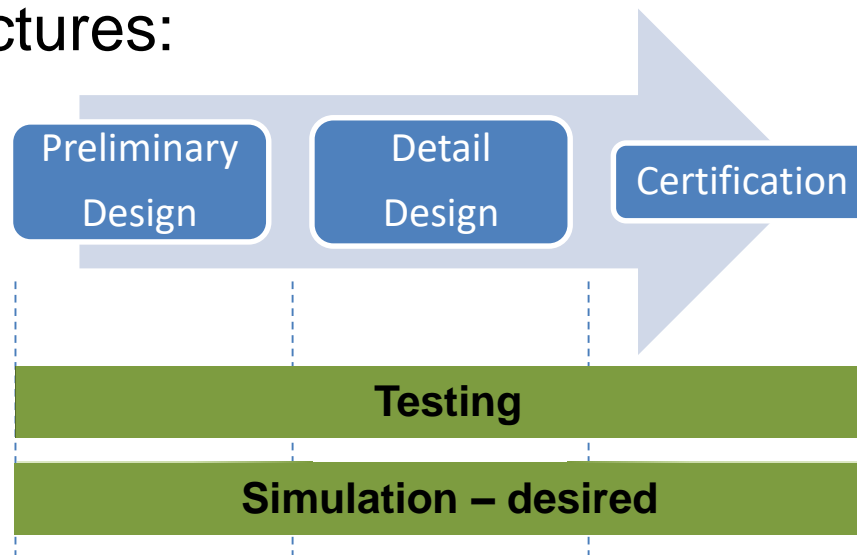 ctures:
Preliminary
Design
Detail
Design
Certification
Testing
Simulation – desired